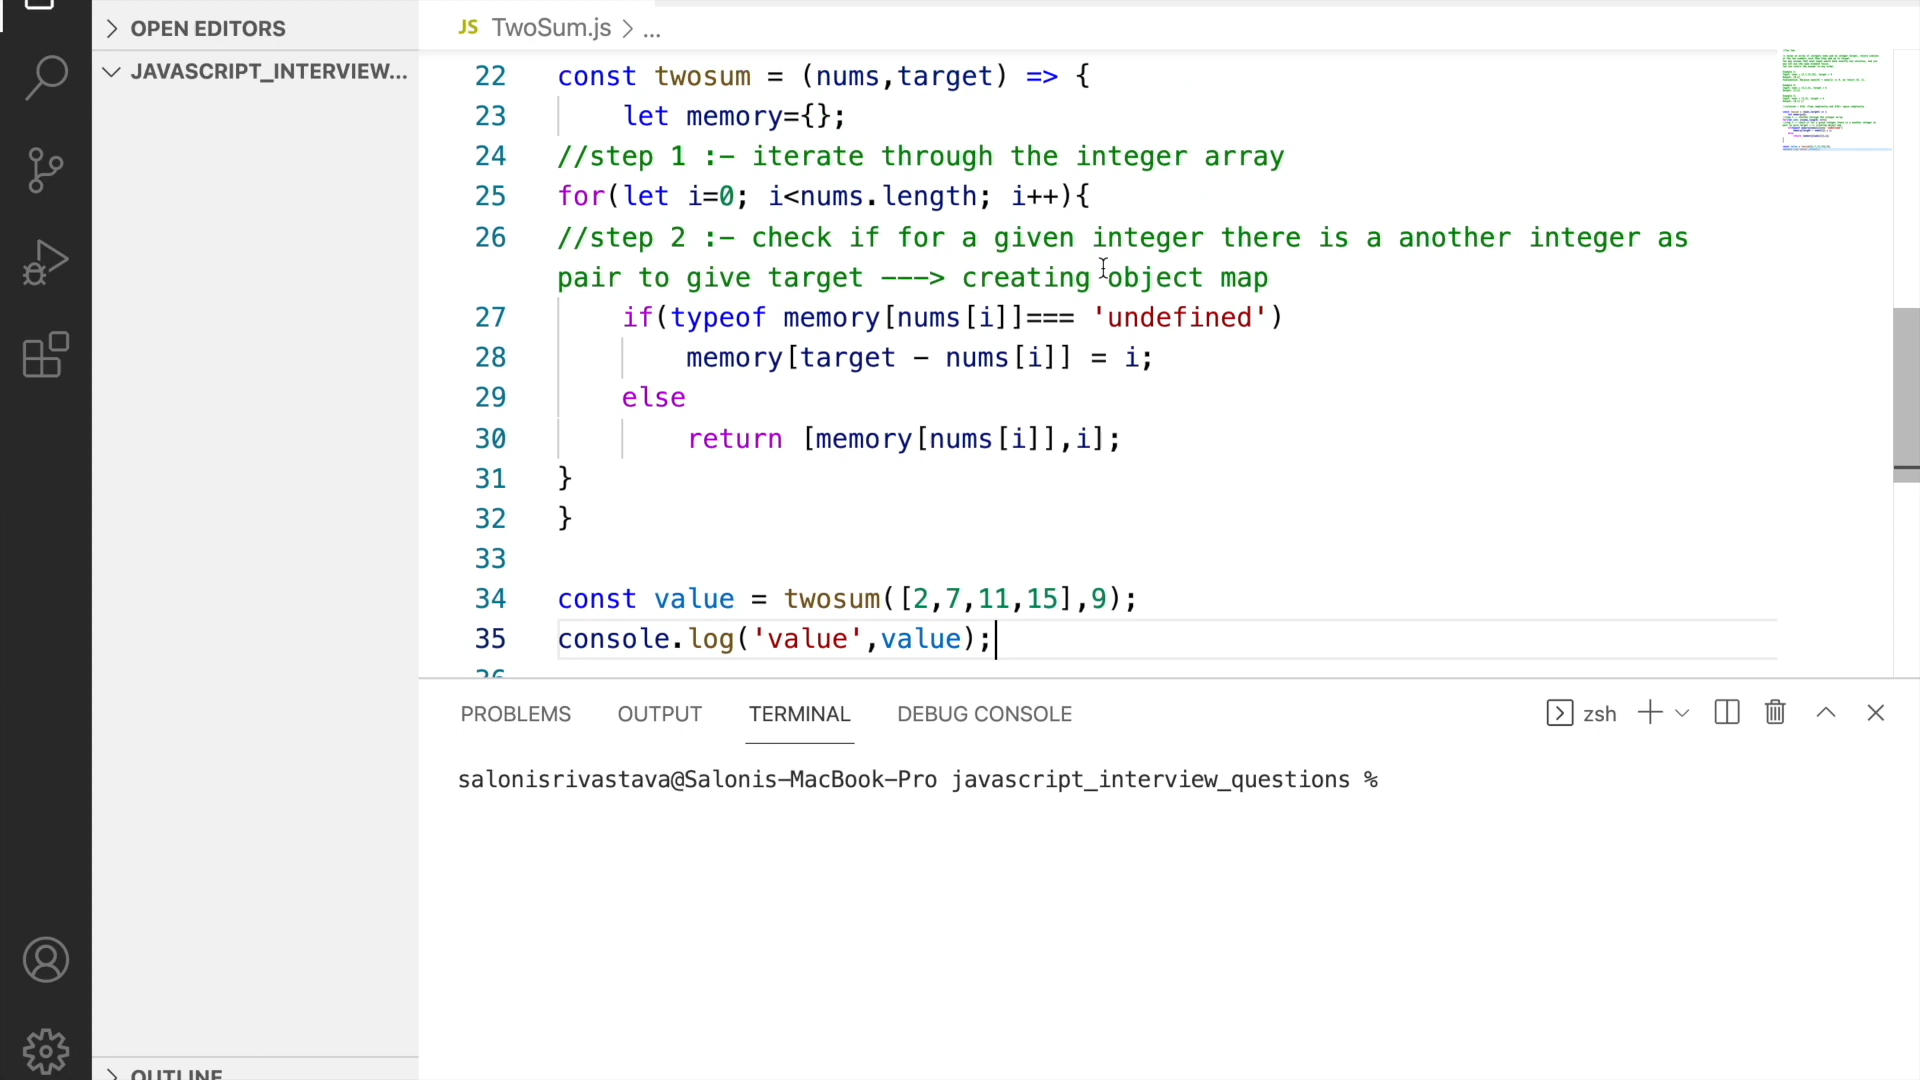 OPEN EDITORS
JAVASCRIPT_INTERVIEW...
JS TwoSum.js > ...
22 const twosum = (nums,target) => {
23 let memory={};
24 //step 1 :- iterate through the integer array
25 for(let i=0; i<nums.length; i++){
26 //step 2 :- check if for a given integer there is a another integer as
pair to give target ---> creating object map
27 if(typeof memory[nums[i]]=== 'undefined')
28 memory[target - nums[i]] = i;
29 else
30 return [memory[nums[i]],i];
31 }
32 }
33
34 const value = twosum([2,7,11,15],9);
35 console.log('value',value);
36
PROBLEMS OUTPUT TERMINAL DEBUG CONSOLE zsh
salonisrivastava@Salonis-MacBook-Pro javascript_interview_questions %
OUTLINE